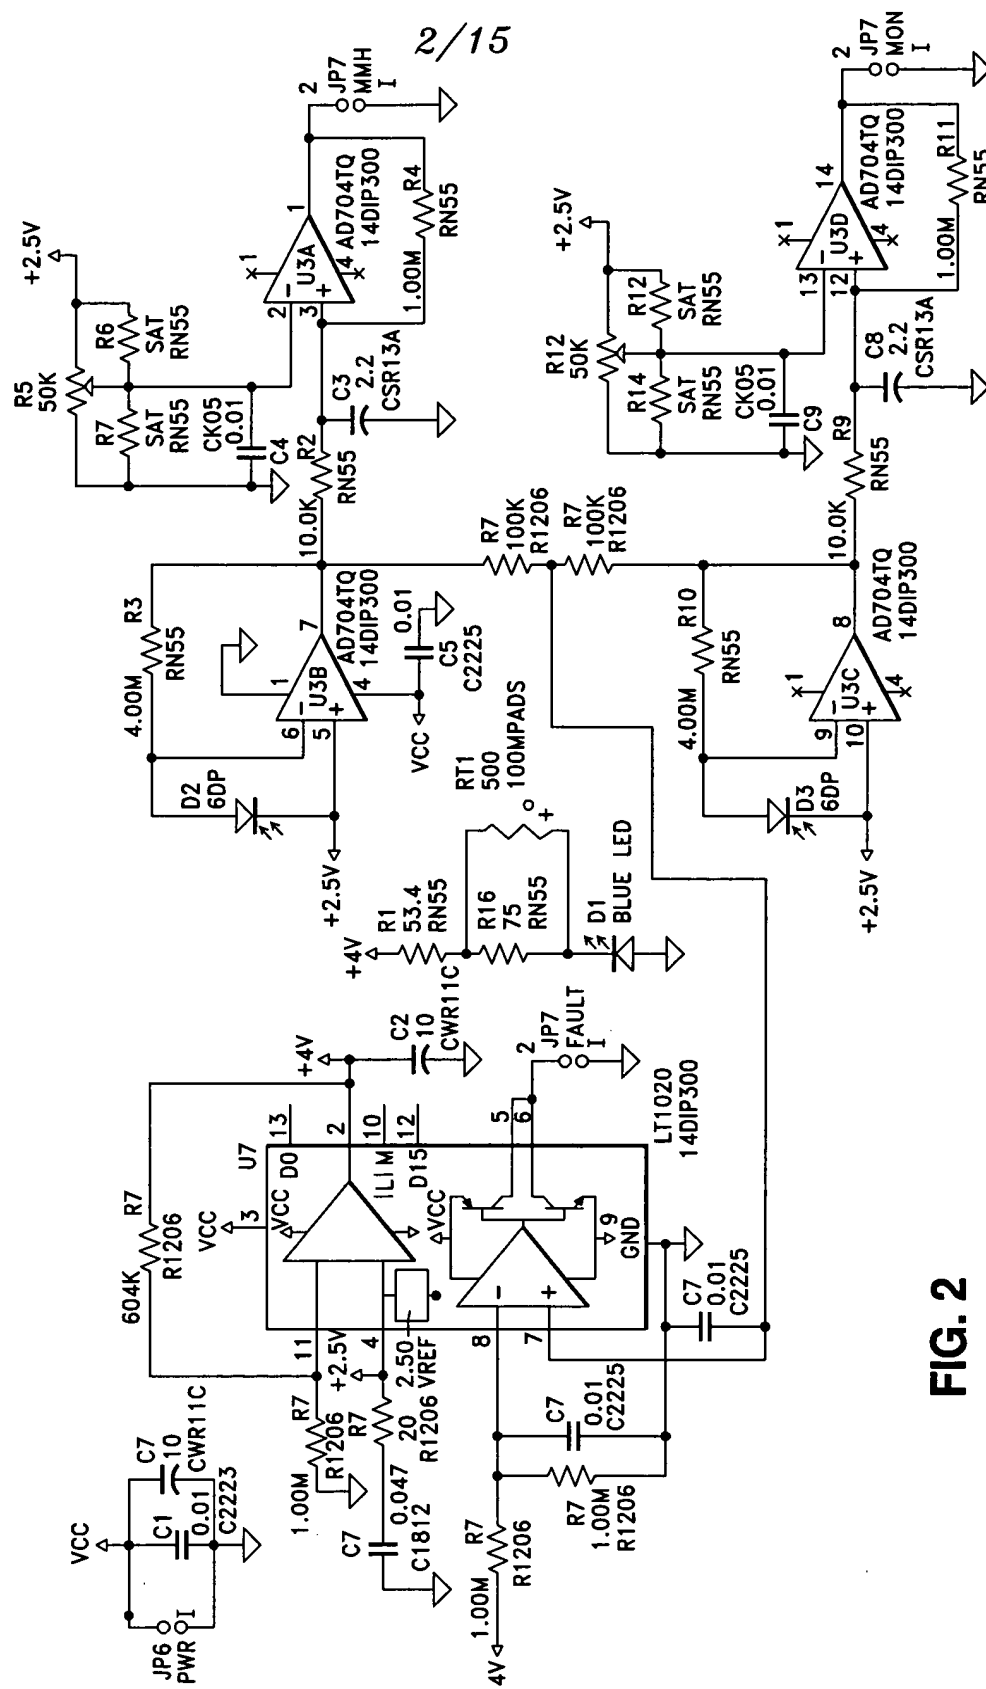 2/15
VCC
JP6
PWR
I
C1
0.01
C2223
C7
10
CWR11C
604K
R7
R1206
VCC
3
U7
VCC
D0
13
2
+4V
ILIM
10
D15
12
C2
10
CWR11C
11
R7
R1206
1.00M
+2.5V
4
R7
20
R1206
2.50
VREF
C7
0.047
C1812
VCC
8
7
5
6
2
JP7
FAULT
I
9
GND
LT1020
14DIP300
4V
1.00M
R7
R1206
R7
1.00M
R1206
C7
0.01
C2225
C7
0.01
C2225
+4V
R1
53.4
RN55
R16
75
RN55
RT1
500
100MPADS
+
D1
BLUE LED
D2
6DP
+2.5V
4.00M
R3
RN55
6
5
U3B
-
+
1
4
7
AD704TQ
14DIP300
VCC
C5
C2225
0.01
10.0K
R2
RN55
C3
2.2
CSR13A
R5
50K
R6
SAT
RN55
R7
SAT
RN55
+2.5V
CK05
0.01
C4
2
3
U3A
-
+
1
4
1
AD704TQ
14DIP300
1.00M
R4
RN55
2
JP7
MMH
I
R7
100K
R1206
R7
100K
R1206
4.00M
R10
RN55
D3
6DP
+2.5V
9
10
U3C
-
+
1
4
8
AD704TQ
14DIP300
10.0K
R9
RN55
C8
2.2
CSR13A
R12
50K
R12
SAT
RN55
R14
SAT
RN55
+2.5V
CK05
0.01
C9
13
12
U3D
-
+
1
4
14
AD704TQ
14DIP300
1.00M
R11
RN55
2
JP7
MON
I
FIG. 2